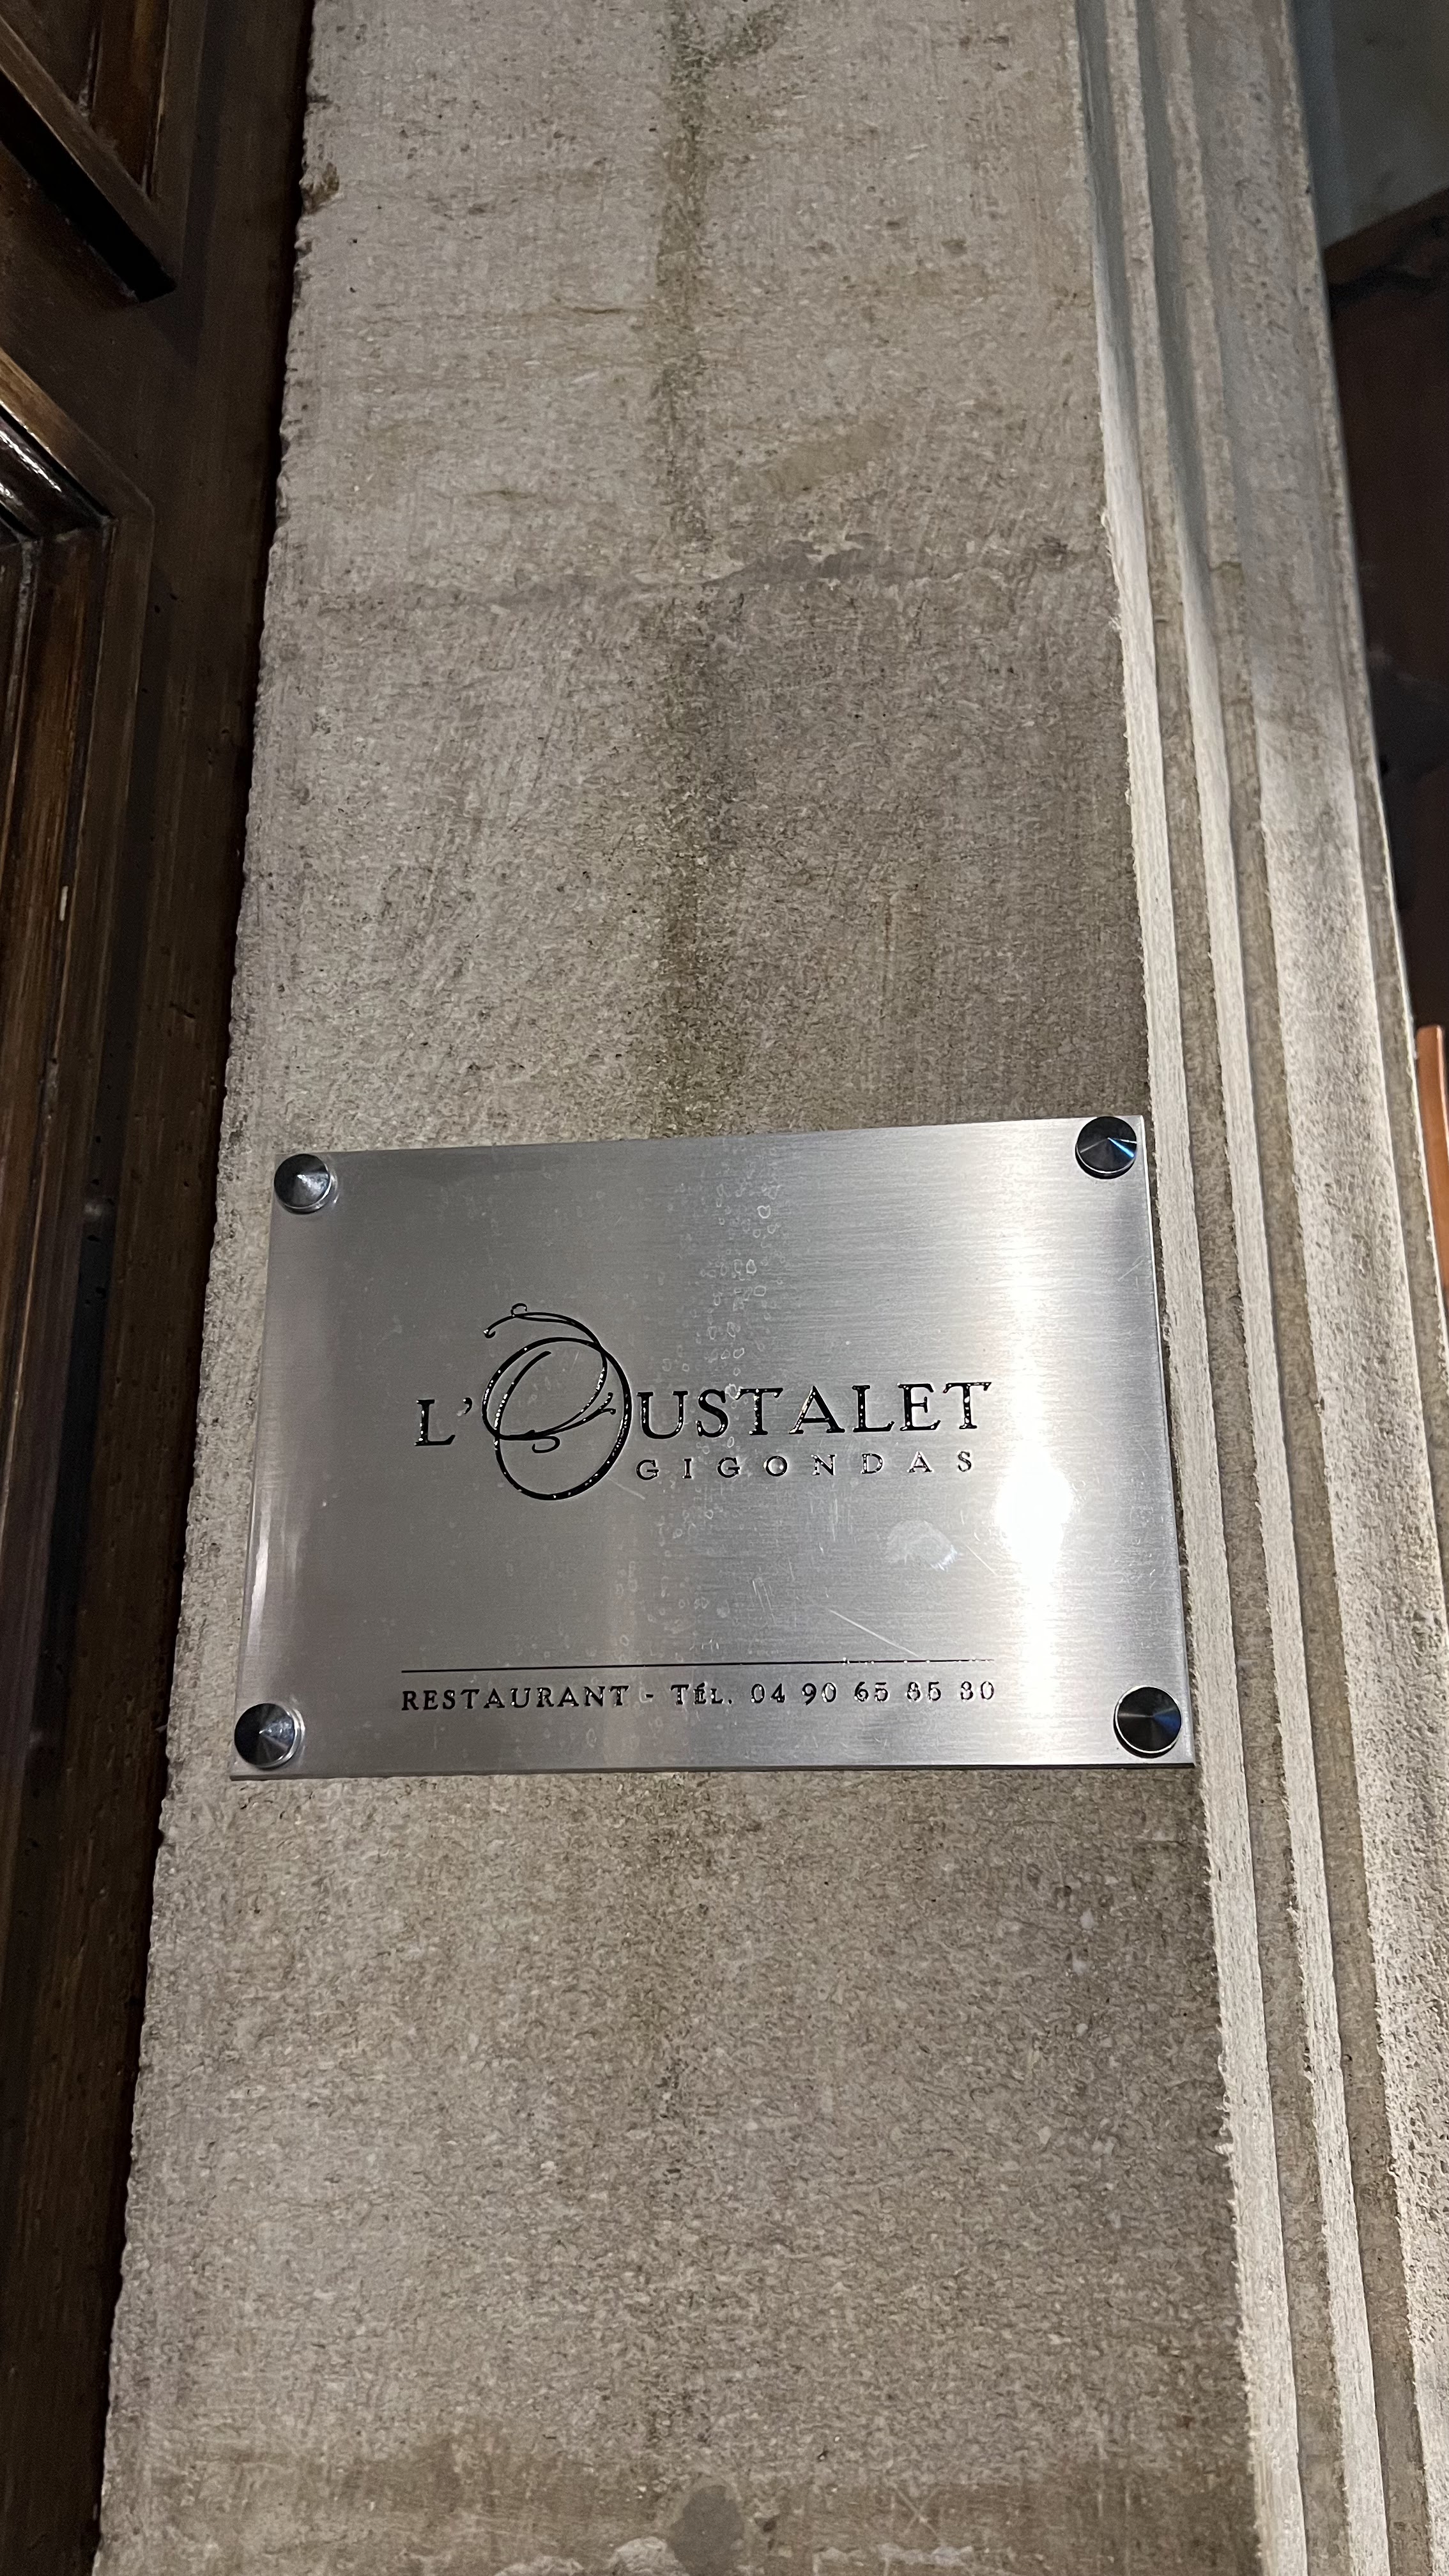 L'OUSTALET
GIGONDAS
RESTAURANT - TÉL. 04 90 65 85 30